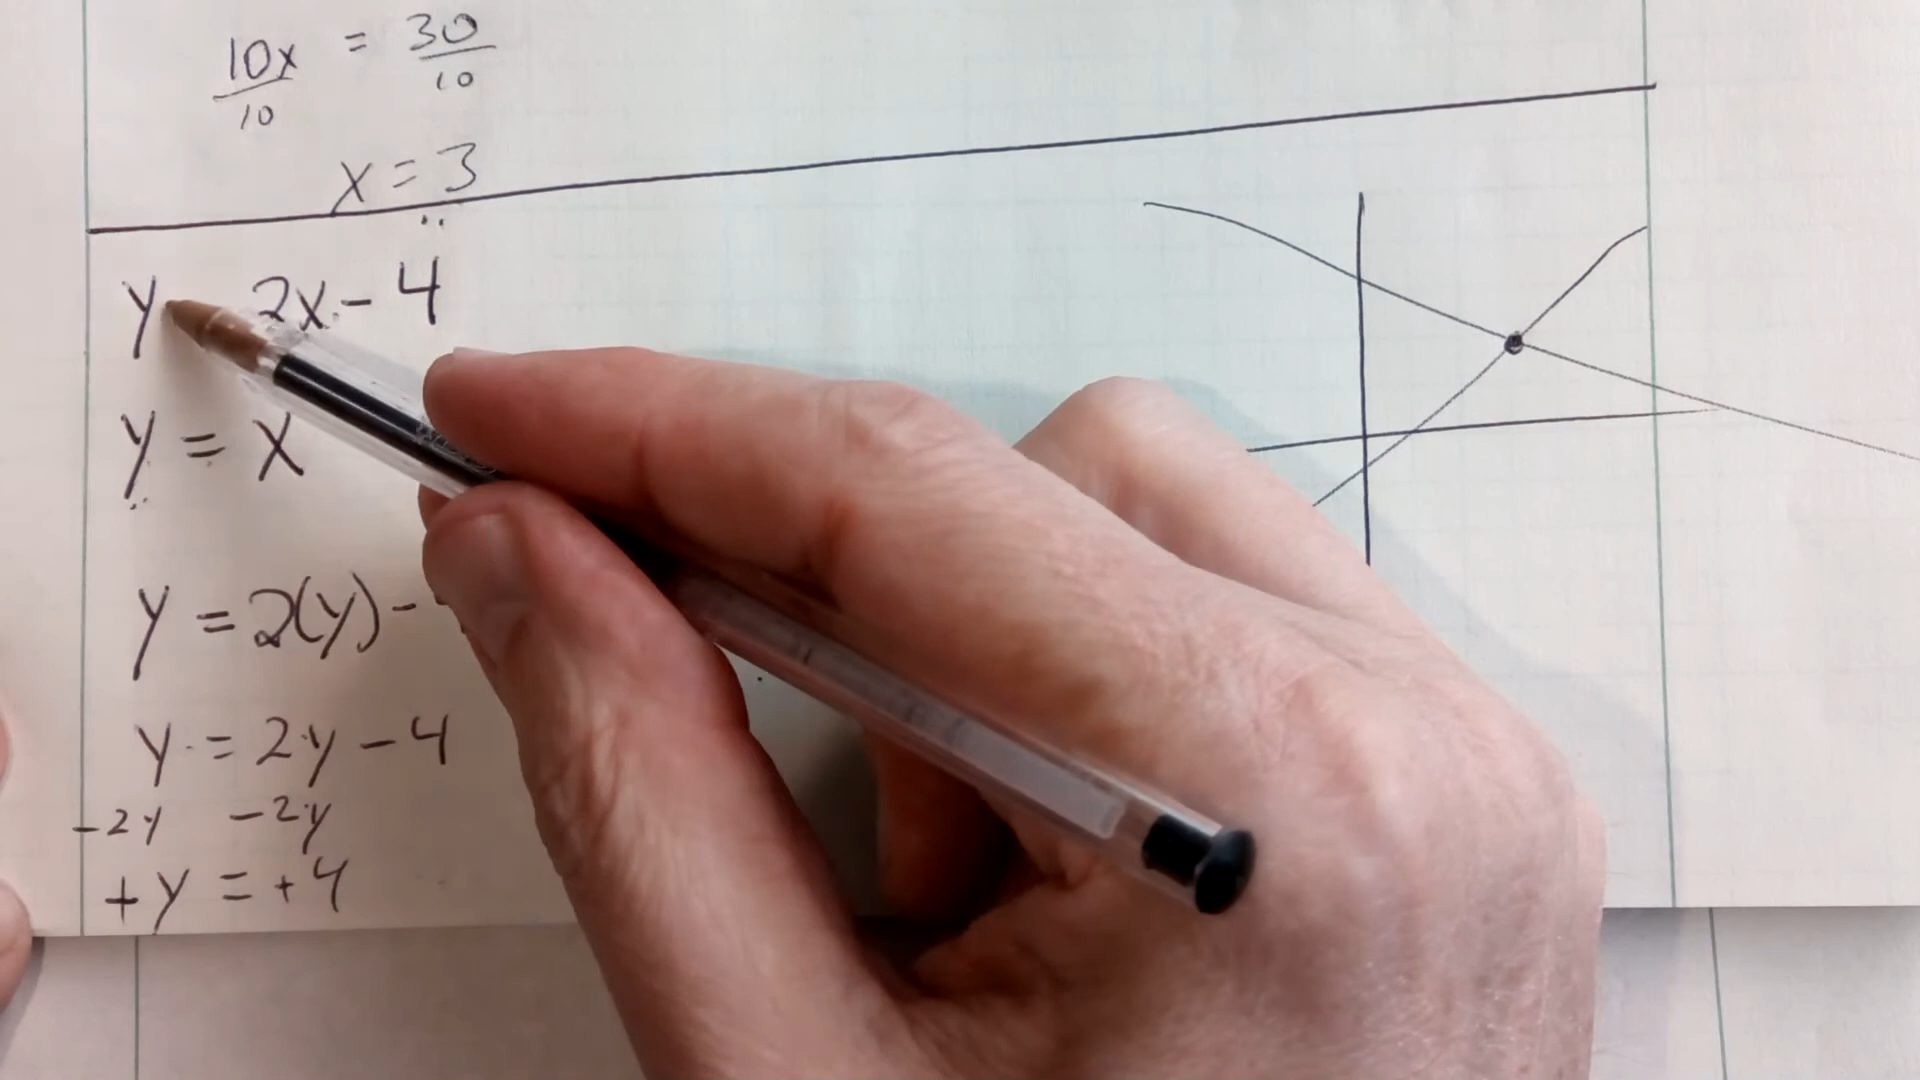 10x = 30
10 10
x = 3
y 2x - 4
y = x
y = 2(y) -
y = 2y - 4
-2y -2y
+y = +4